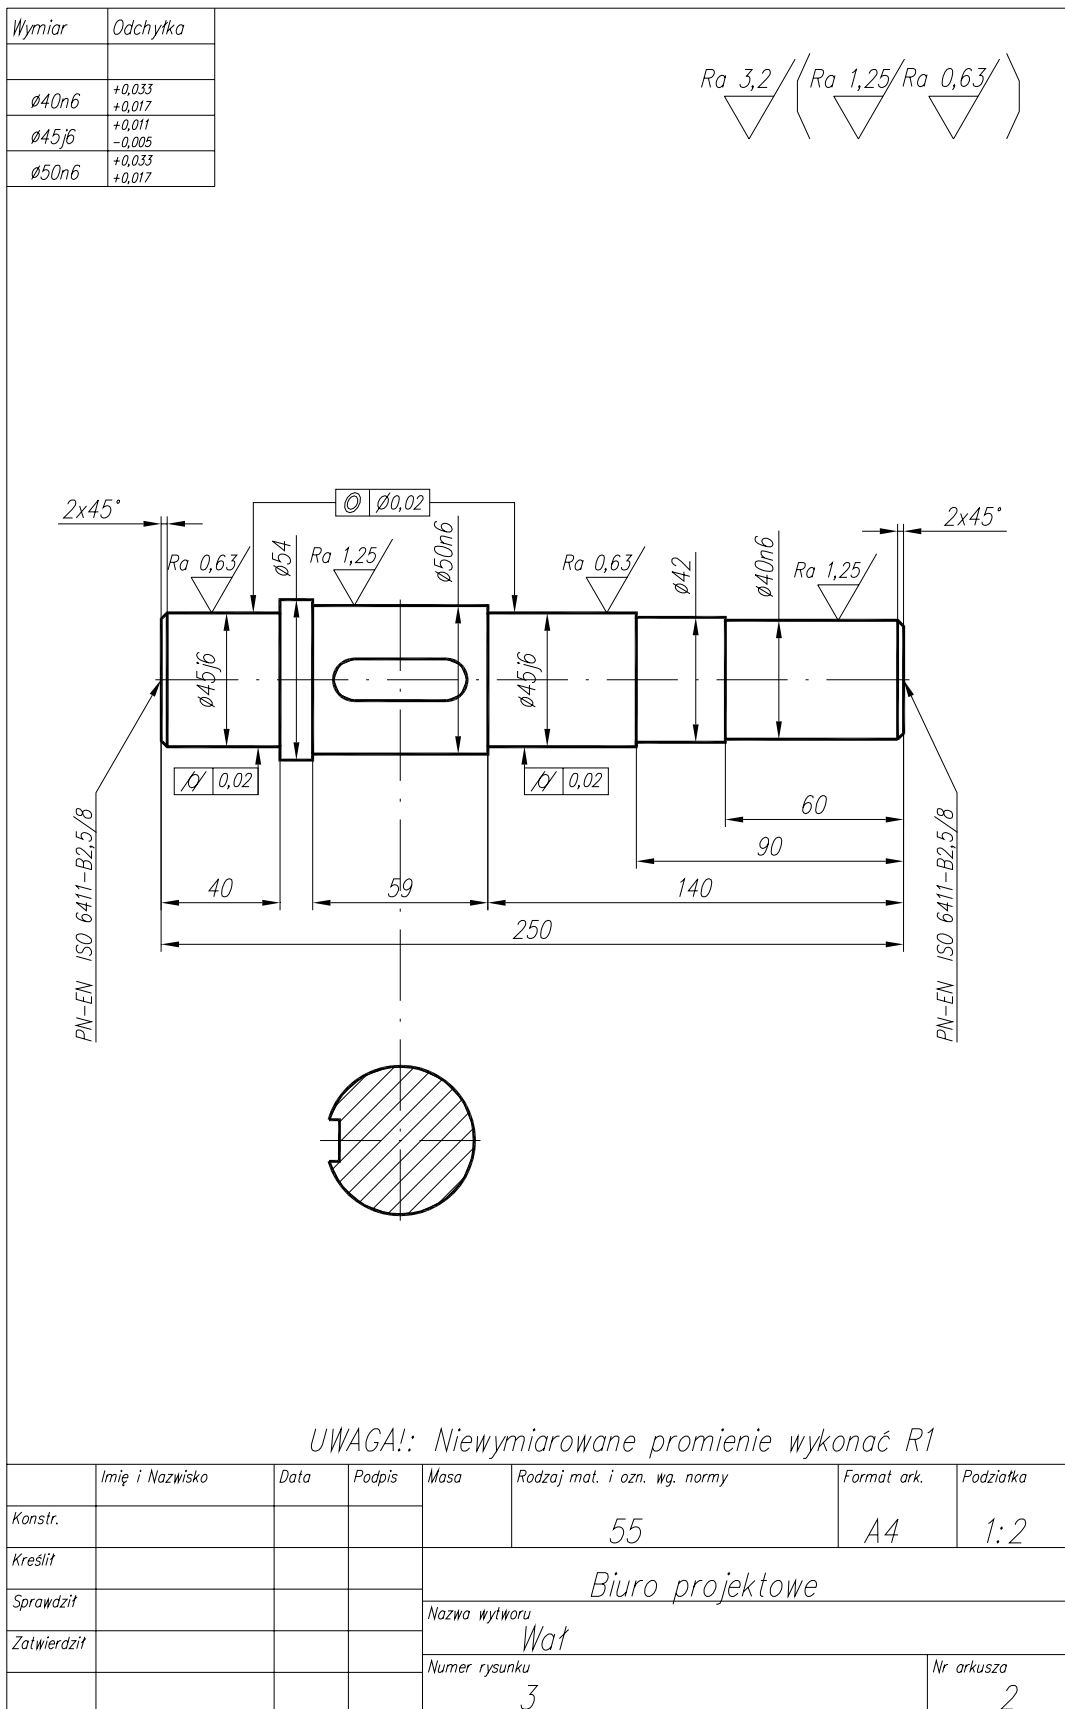 Wymiar Odchyłka
ø40n6 +0,033 +0,017
ø45j6 +0,011 -0,005
ø50n6 +0,033 +0,017
Ra 3,2 ( Ra 1,25 Ra 0,63 )
2x45°
Ø0,02
2x45°
Ra 0,63
ø54
Ra 1,25
ø50n6
Ra 0,63
ø42
ø40n6
Ra 1,25
ø45j6
ø45j6
0,02
0,02
60
90
40
59
140
250
PN-EN ISO 6411-B2,5/8
PN-EN ISO 6411-B2,5/8
UWAGA!: Niewymiarowane promienie wykonać R1
Imię i Nazwisko Data Podpis Masa Rodzaj mat. i ozn. wg. normy Format ark. Podziałka
Konstr.
55 A4 1:2
Kreślił
Biuro projektowe
Sprawdził
Nazwa wytworu
Wał
Zatwierdził
Numer rysunku Nr arkusza
3 2